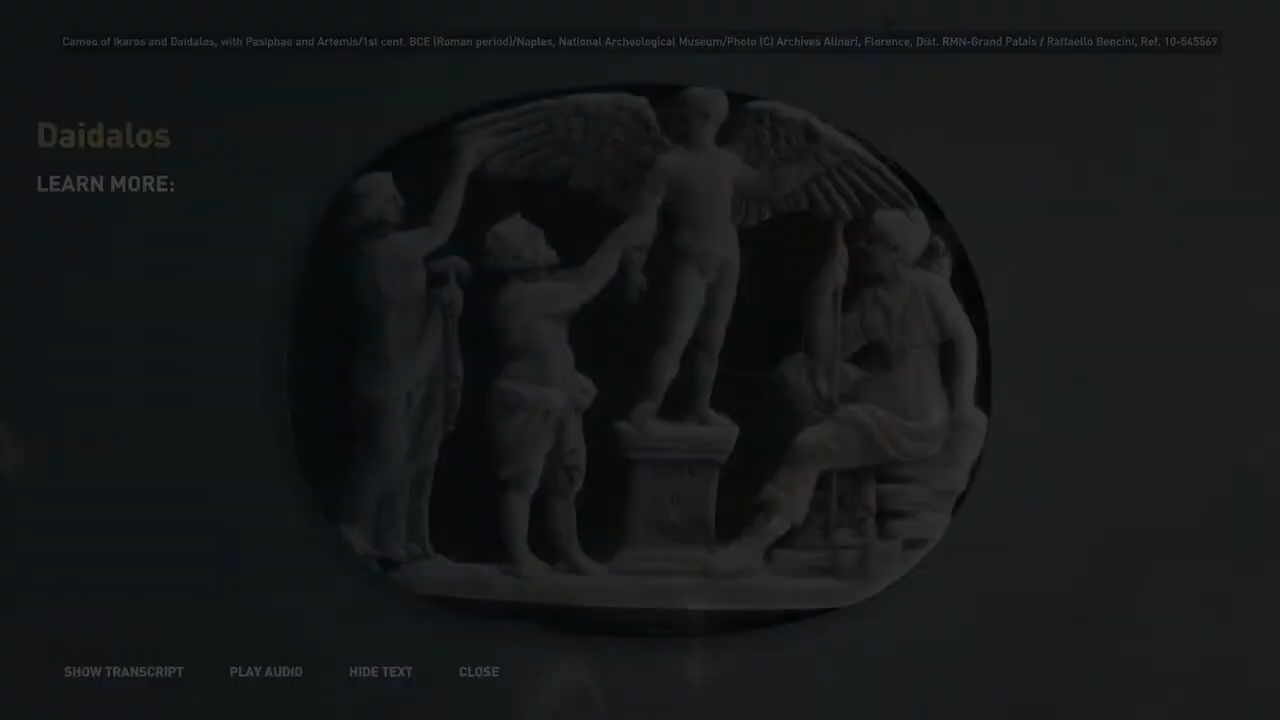 Cameo of Ikaros and Daidalos, with Pasiphae and Artemis/1st cent. BCE (Roman period)/Naples, National Archeological Museum/Photo (C) Archives Alinari, Florence, Dist. RMN-Grand Palais / Raffaello Bencini, Ref. 10-545569
Daidalos
LEARN MORE:
SHOW TRANSCRIPT PLAY AUDIO HIDE TEXT CLOSE